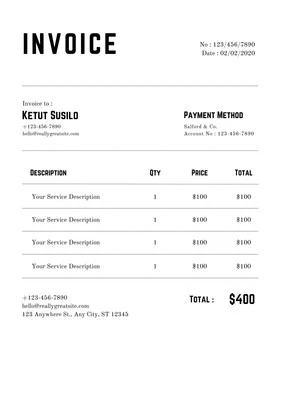 INVOICE
No : 123/456/7890
Date : 02/02/2020
Invoice to :
Ketut Susilo
+123-456-7890
hello@reallygreatsite.com
Payment Method
Salford & Co.
Account No : 123-456-7890
Description Qty Price Total
Your Service Description 1 $100 $100
Your Service Description 1 $100 $100
Your Service Description 1 $100 $100
Your Service Description 1 $100 $100
+123-456-7890
hello@reallygreatsite.com
123 Anywhere St., Any City, ST 12345
Total : $400